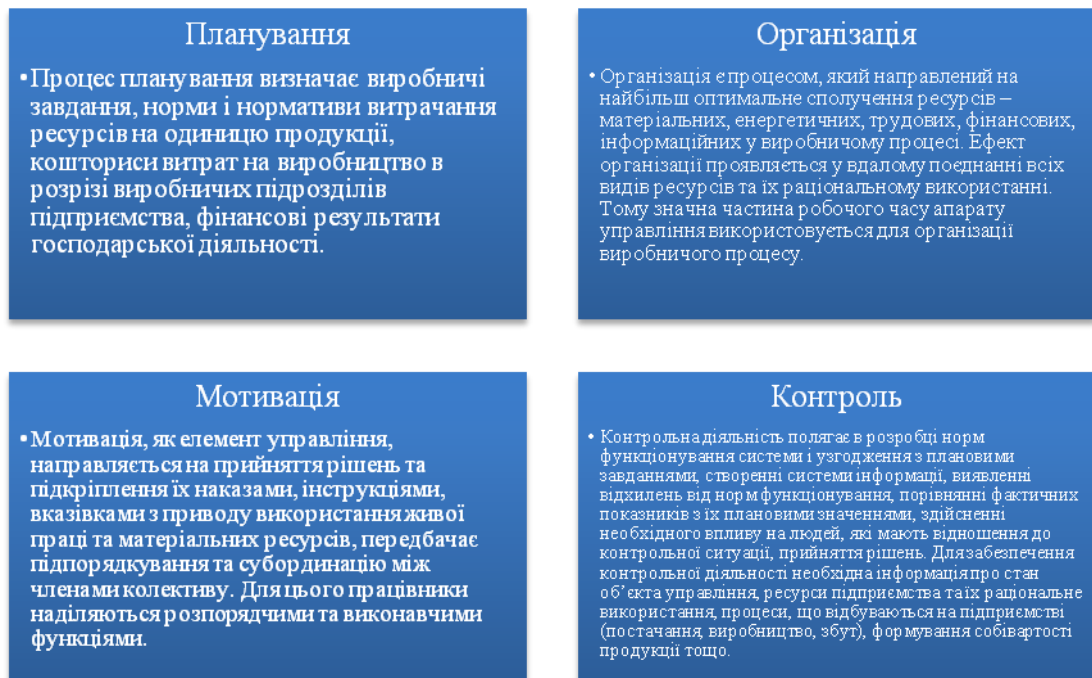 Планування
•Процес планування визначає виробничі
завдання, норми і нормативи витрачання
ресурсів на одиницю продукції,
кошториси витрат на виробництво в
розрізі виробничих підрозділів
підприємства, фінансові результати
господарської діяльності.
Організація
• Організація є процесом, який направлений на
найбільш оптимальне сполучення ресурсів –
матеріальних, енергетичних, трудових, фінансових,
інформаційних у виробничому процесі. Ефект
організації проявляється у вдалому поєднанні всіх
видів ресурсів та їх раціональному використанні.
Тому значна частина робочого часу апарату
управління використовується для організації
виробничого процесу.
Мотивація
•Мотивація, як елемент управління,
направляється на прийняття рішень та
підкріплення їх наказами, інструкціями,
вказівками з приводу використання живої
праці та матеріальних ресурсів, передбачає
підпорядкування та субординацію між
членами колективу. Для цього працівники
наділяються розпорядчими та виконавчими
функціями.
Контроль
• Контрольна діяльність полягає в розробці норм
функціонування системи і узгодження з плановими
завданнями, створенні системи інформації, виявленні
відхилень від норм функціонування, порівнянні фактичних
показників з їх плановими значеннями, здійсненні
необхідного впливу на людей, які мають відношення до
контрольної ситуації, прийняття рішень. Для забезпечення
контрольної діяльності необхідна інформація про стан
об’єкта управління, ресурси підприємства та їх раціональне
використання, процеси, що відбуваються на підприємстві
(постачання, виробництво, збут), формування собівартості
продукції тощо.